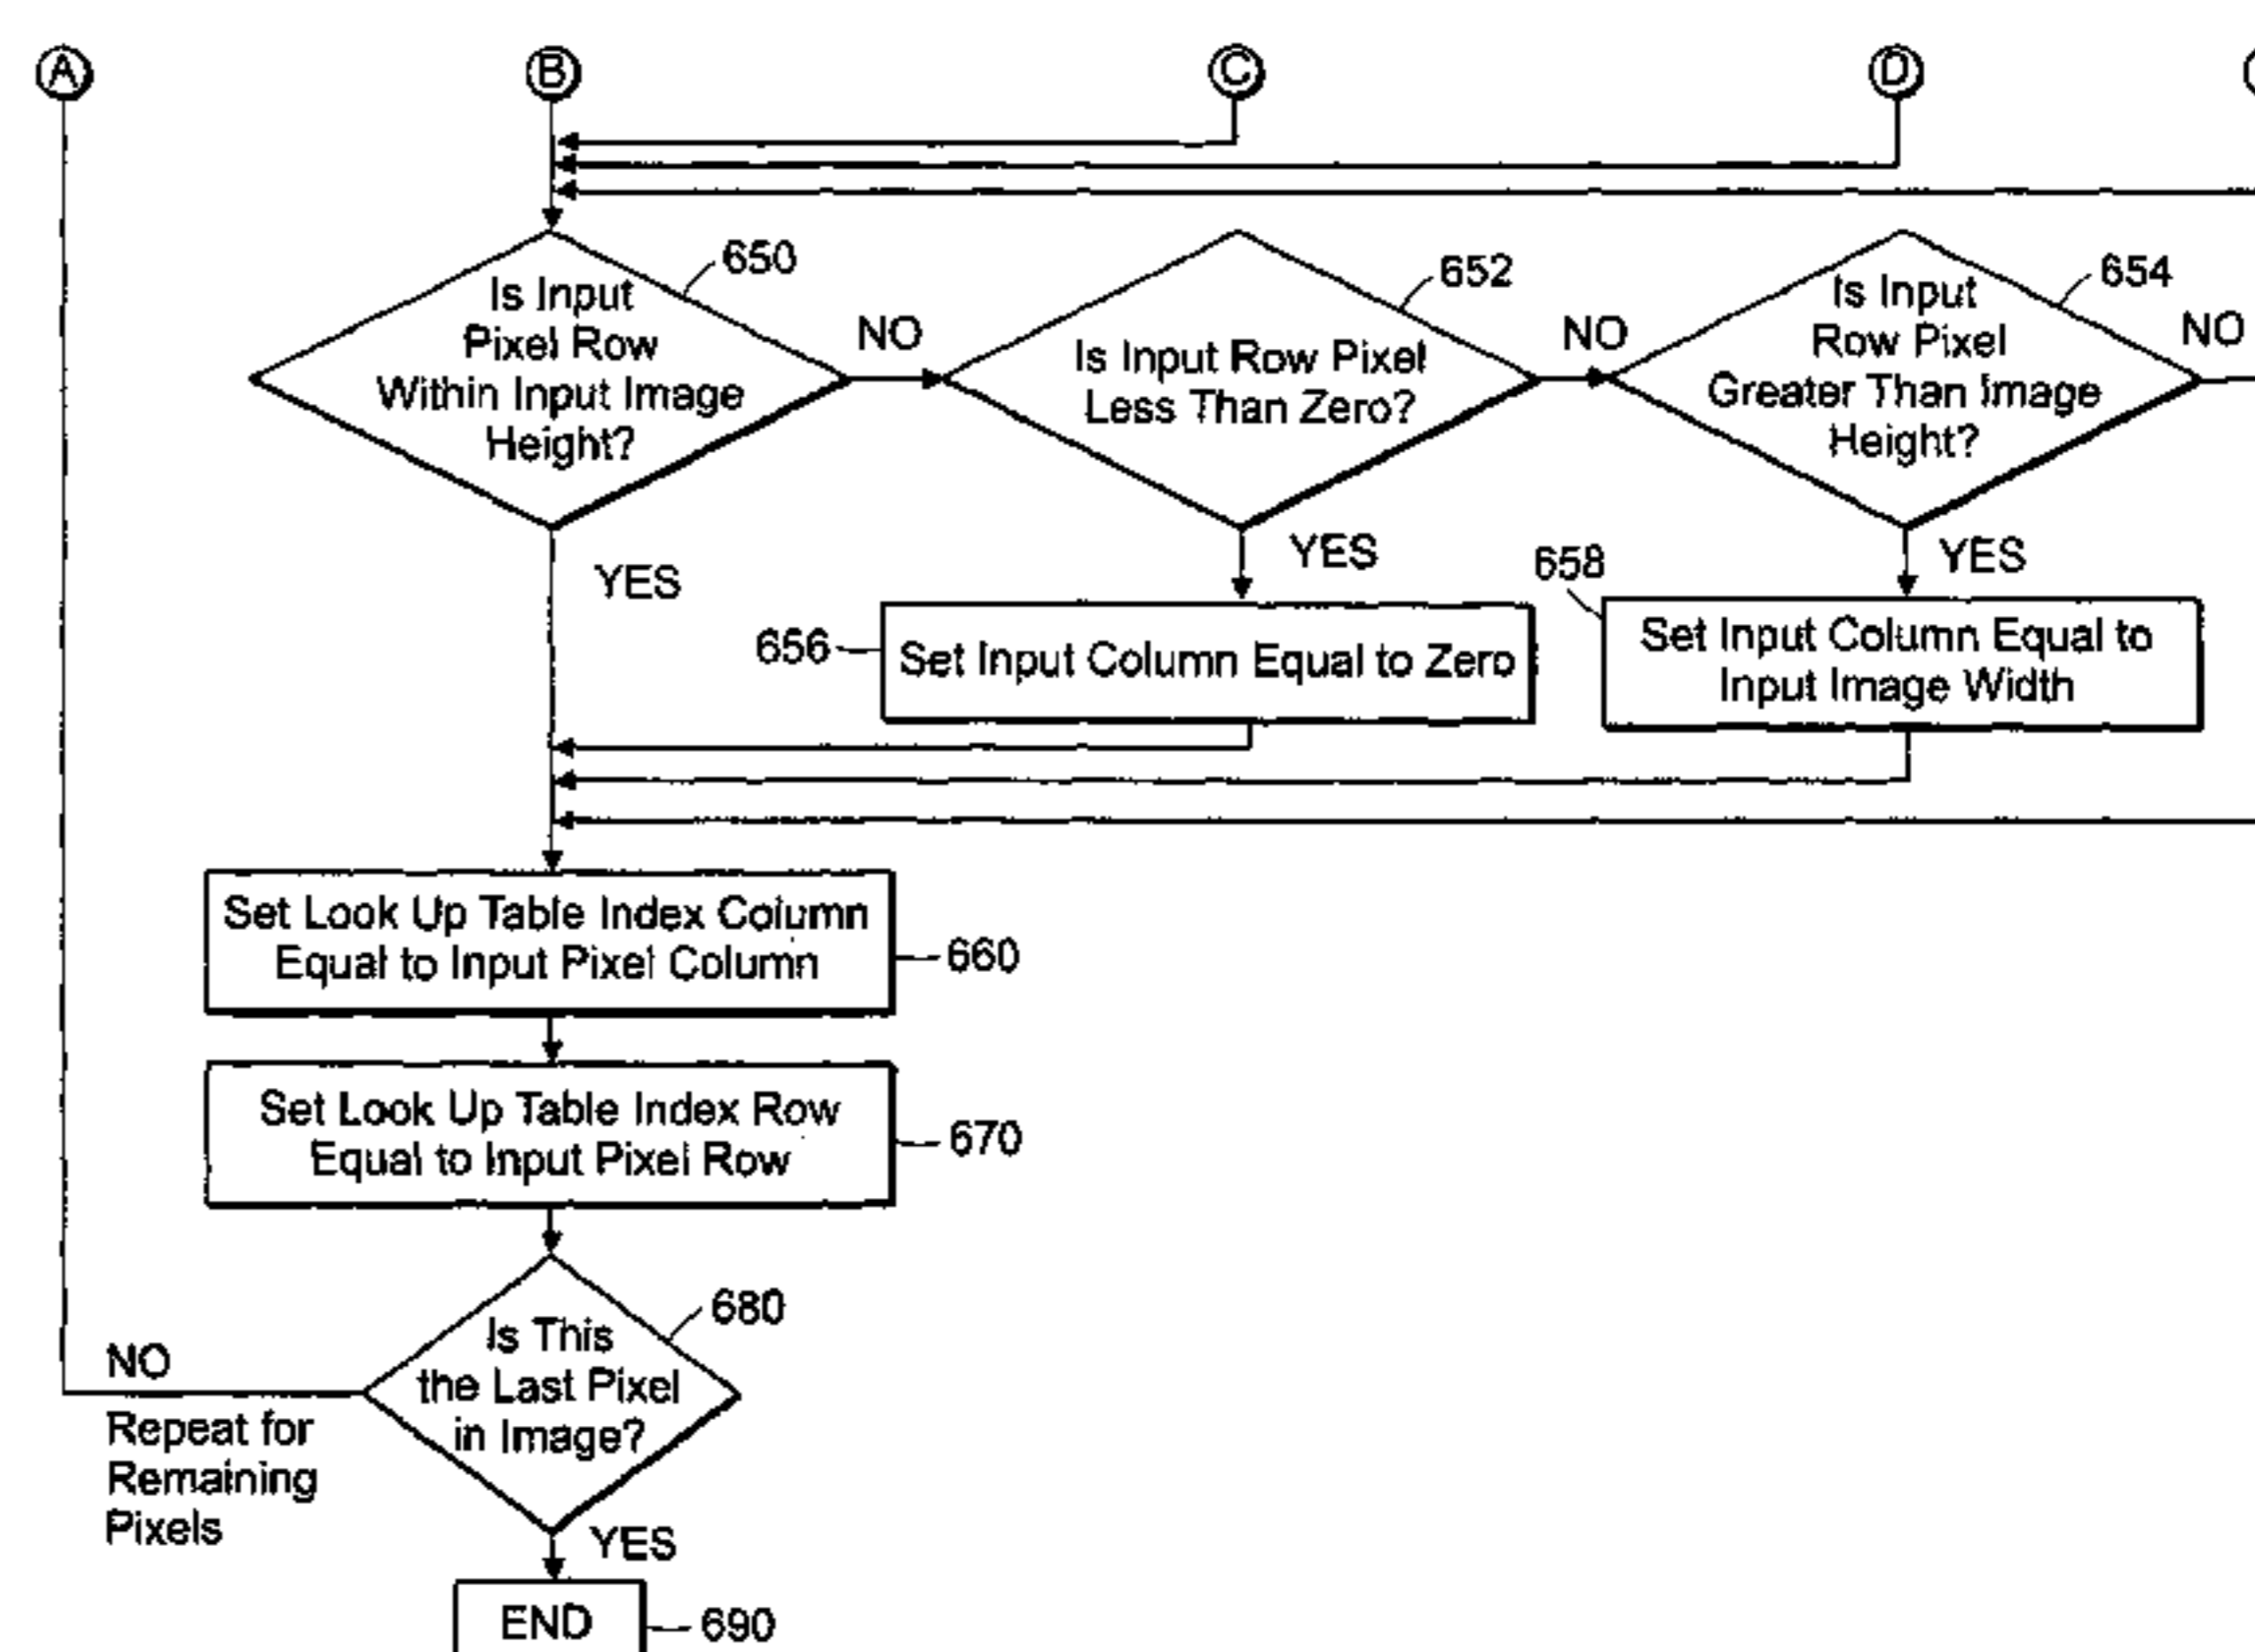 A
B
C
D
650
Is Input
Pixel Row
Within Input Image
Height?
NO
652
Is Input Row Pixel
Less Than Zero?
NO
654
Is Input
Row Pixel
Greater Than Image
Height?
NO
YES
YES
YES
656
Set Input Column Equal to Zero
658
Set Input Column Equal to
Input Image Width
Set Look Up Table Index Column
Equal to Input Pixel Column
660
Set Look Up Table Index Row
Equal to Input Pixel Row
670
680
Is This
the Last Pixel
in Image?
NO
Repeat for
Remaining
Pixels
YES
END
690